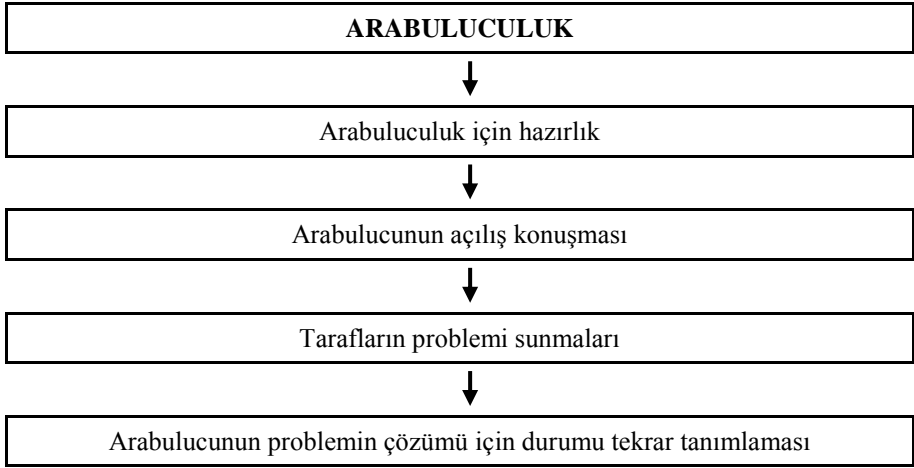 ARABULUCULUK
Arabuluculuk için hazırlık
Arabulucunun açılış konuşması
Tarafların problemi sunmaları
Arabulucunun problemin çözümü için durumu tekrar tanımlaması